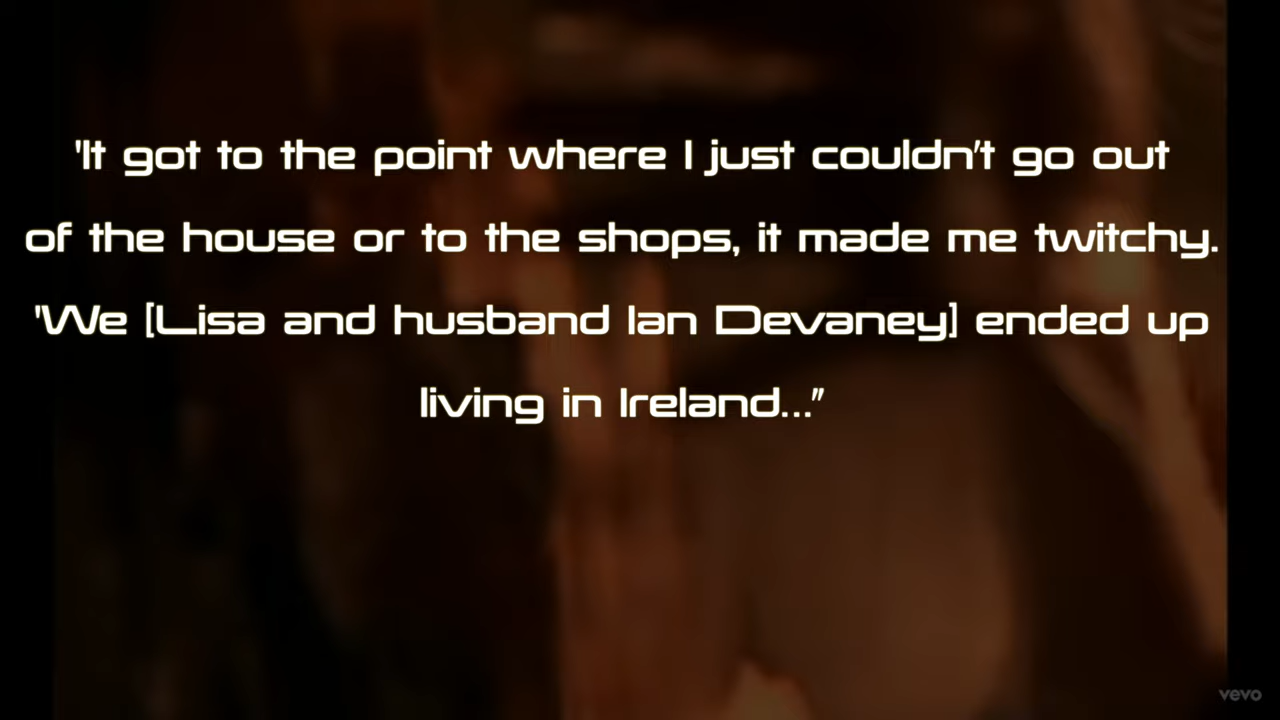 'It got to the point where I just couldn't go out
of the house or to the shops, it made me twitchy.
'We [Lisa and husband Ian Devaney] ended up
living in Ireland..."
vevo